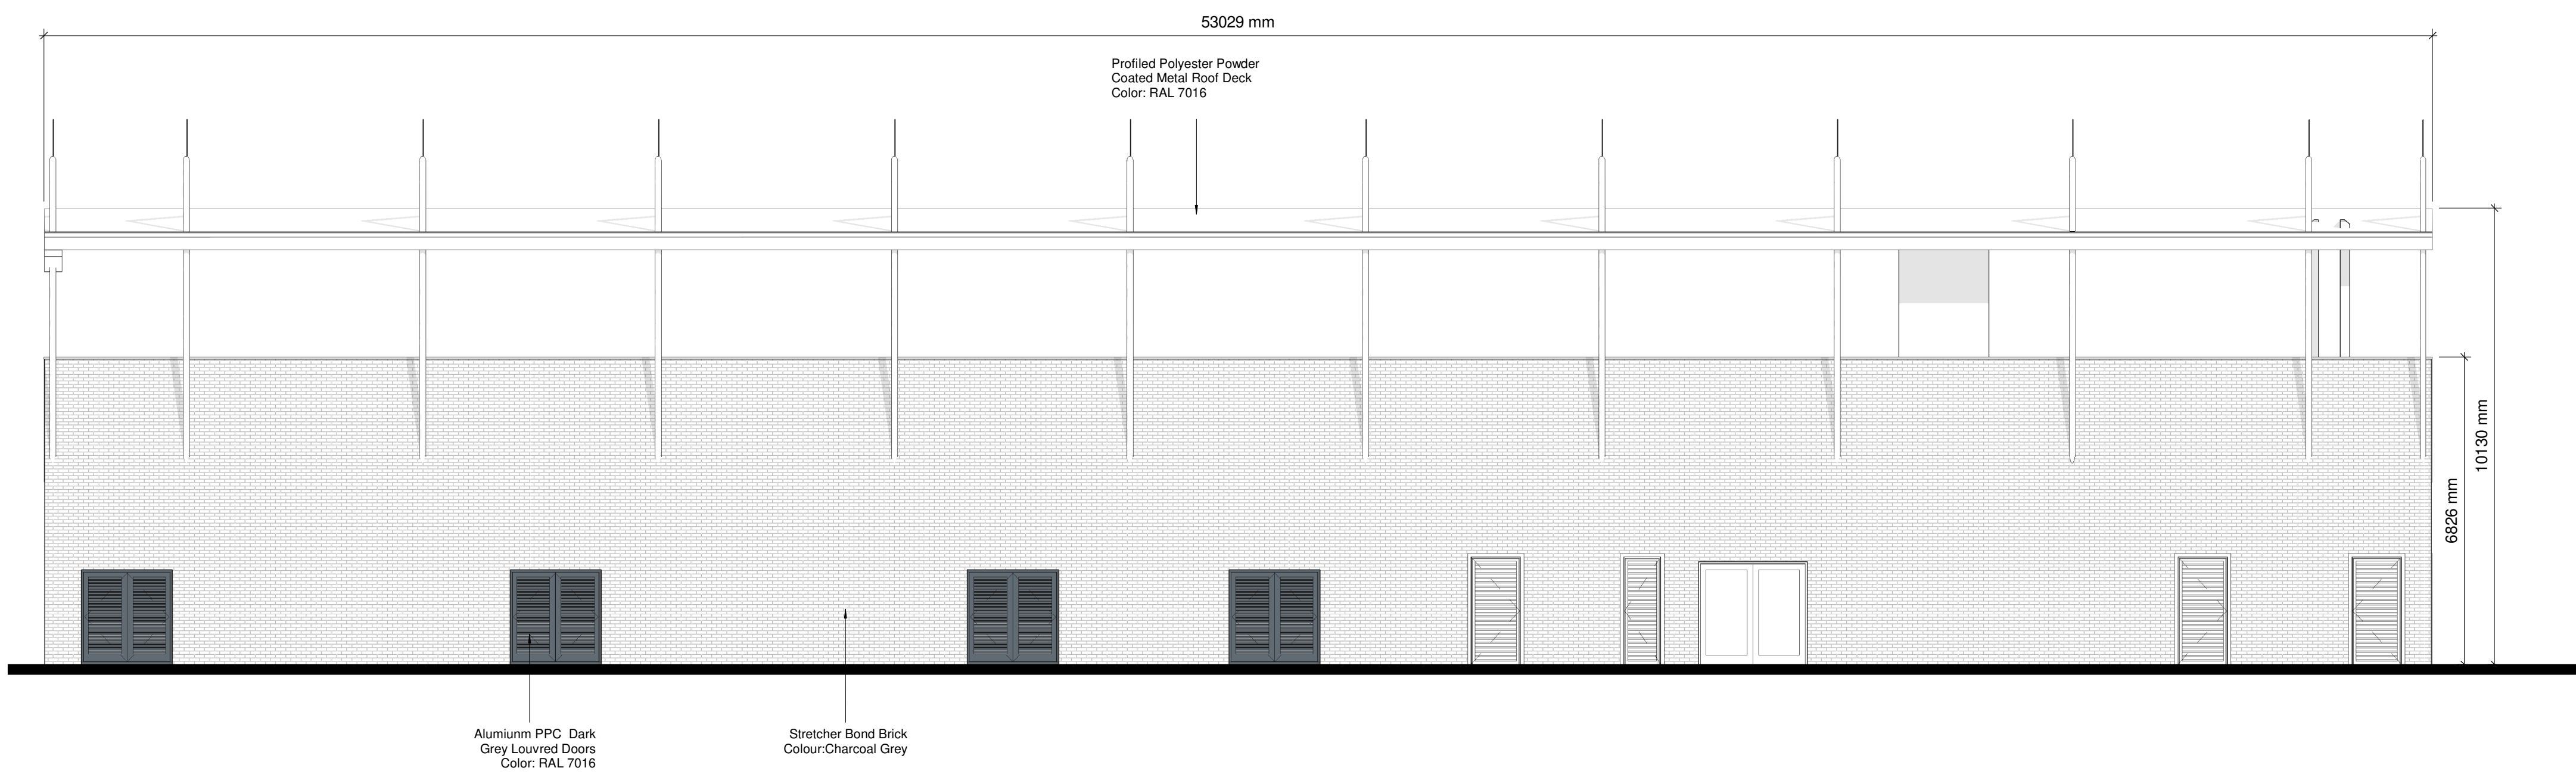 53029 mm
Profiled Polyester Powder
Coated Metal Roof Deck
Color: RAL 7016
10130 mm
6826 mm
Alumiunm PPC  Dark
Grey Louvred Doors
Color: RAL 7016
Stretcher Bond Brick
Colour:Charcoal Grey